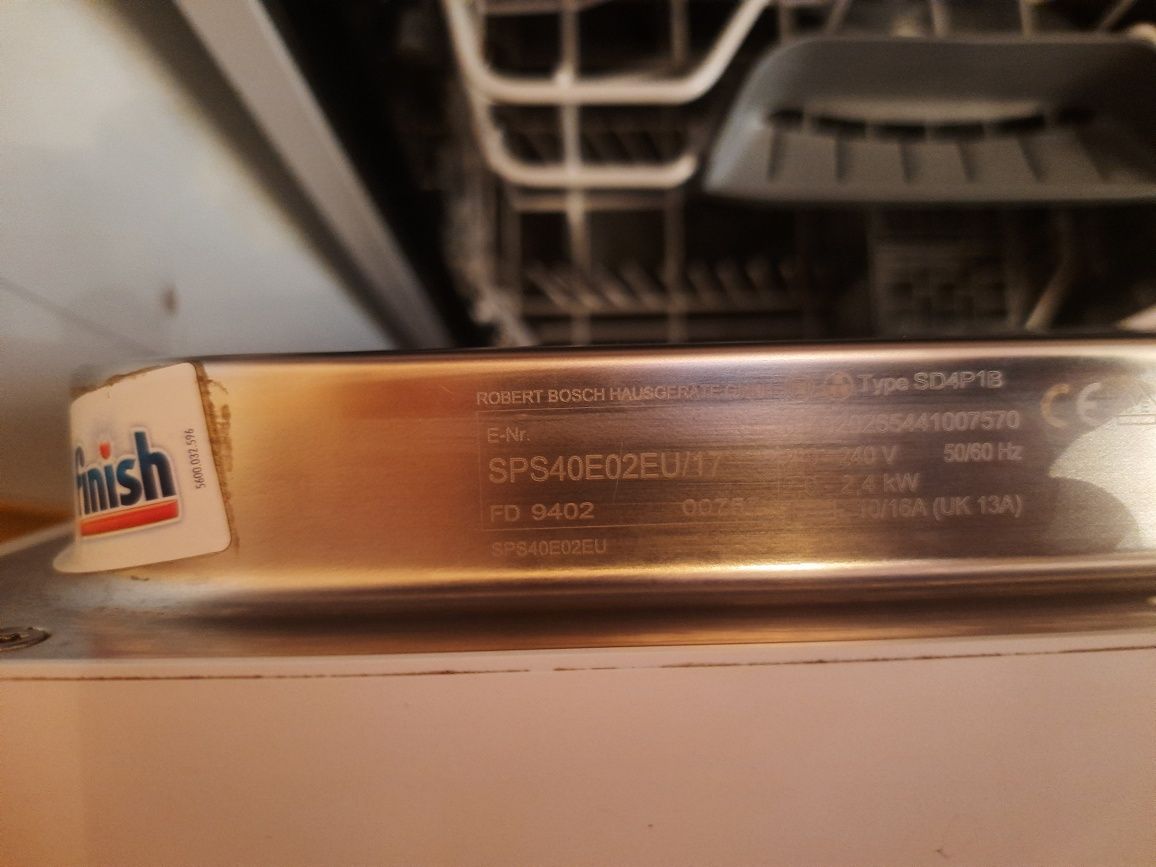 finish
5600.032.596
ROBERT BOSCH HAUSGERÄTE
Type SD4P1B
CE
E-Nr.
SPS40E02EU/17
50/60 Hz
240 V
2.4 kW
FD 9402
10/16A (UK 13A)
SPS40E02EU